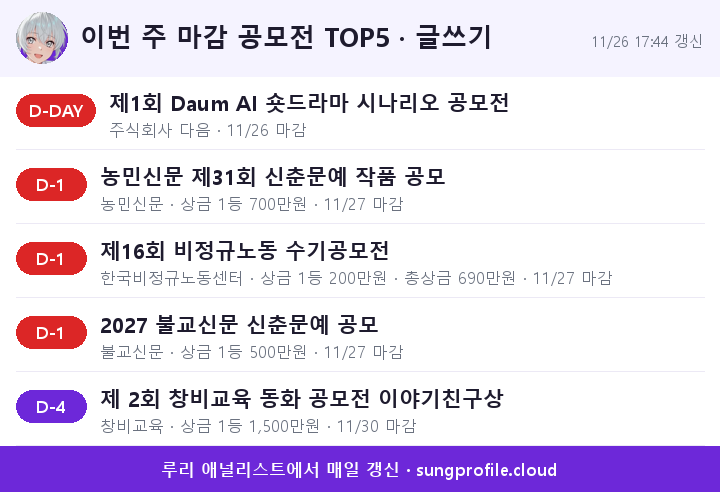 이번 주 마감 공모전 TOP5 · 글쓰기
11/26 17:44 갱신
D-DAY
제1회 Daum AI 숏드라마 시나리오 공모전
주식회사 다음 · 11/26 마감
D-1
농민신문 제31회 신춘문예 작품 공모
농민신문 · 상금 1등 700만원 · 11/27 마감
D-1
제16회 비정규노동 수기공모전
한국비정규노동센터 · 상금 1등 200만원 · 총상금 690만원 · 11/27 마감
D-1
2027 불교신문 신춘문예 공모
불교신문 · 상금 1등 500만원 · 11/27 마감
D-4
제 2회 창비교육 동화 공모전 이야기친구상
창비교육 · 상금 1등 1,500만원 · 11/30 마감
루리 애널리스트에서 매일 갱신 · sungprofile.cloud